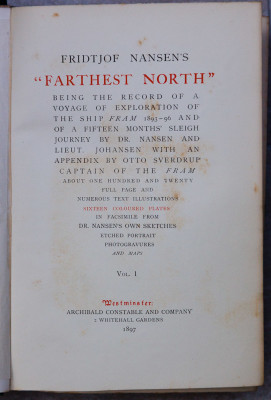 FRIDTJOF NANSEN'S
"FARTHEST NORTH"
BEING THE RECORD OF A
VOYAGE OF EXPLORATION OF
THE SHIP FRAM 1893-96 AND
OF A FIFTEEN MONTHS' SLEIGH
JOURNEY BY DR. NANSEN AND
LIEUT. JOHANSEN WITH AN
APPENDIX BY OTTO SVERDRUP
CAPTAIN OF THE FRAM
ABOUT ONE HUNDRED AND TWENTY
FULL PAGE AND
NUMEROUS TEXT ILLUSTRATIONS
SIXTEEN COLOURED PLATES
IN FACSIMILE FROM
DR. NANSEN'S OWN SKETCHES
ETCHED PORTRAIT
PHOTOGRAVURES
AND MAPS
VOL. I
Westminster:
ARCHIBALD CONSTABLE AND COMPANY
2 WHITEHALL GARDENS
1897